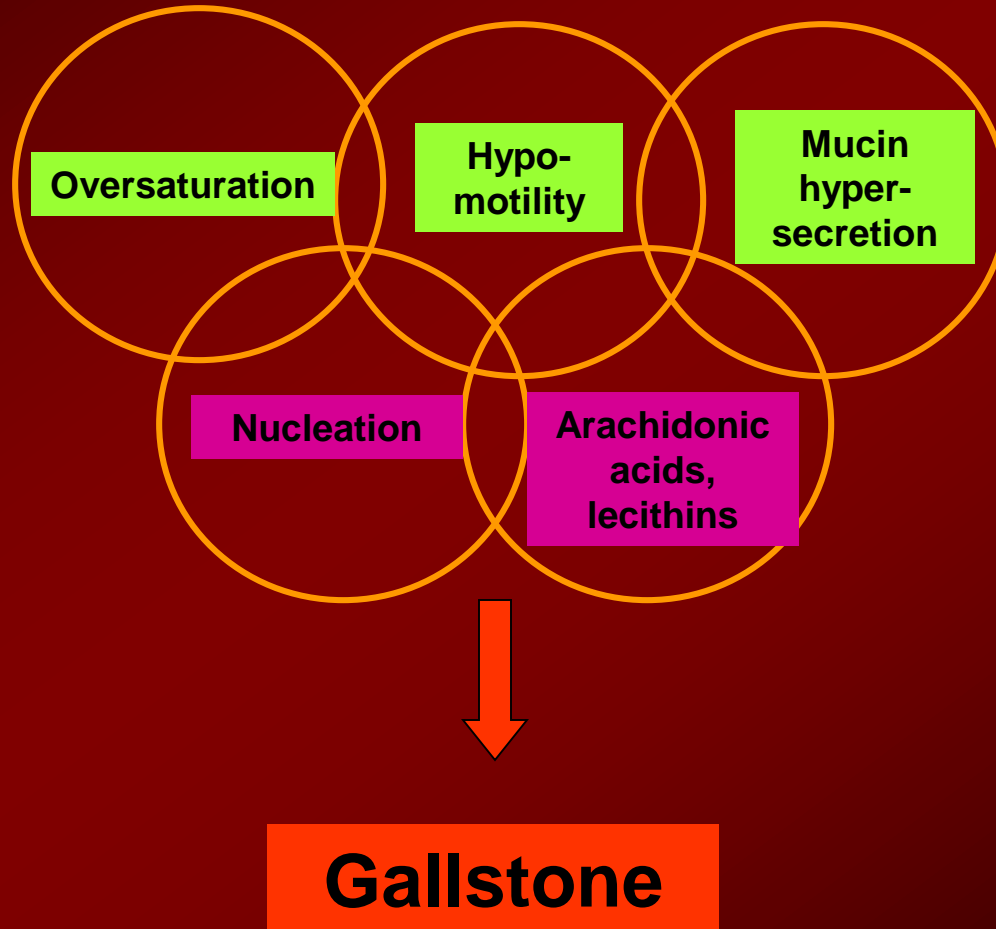 Oversaturation
Hypo-
motility
Mucin
hyper-
secretion
Nucleation
Arachidonic
acids,
lecithins
Gallstone